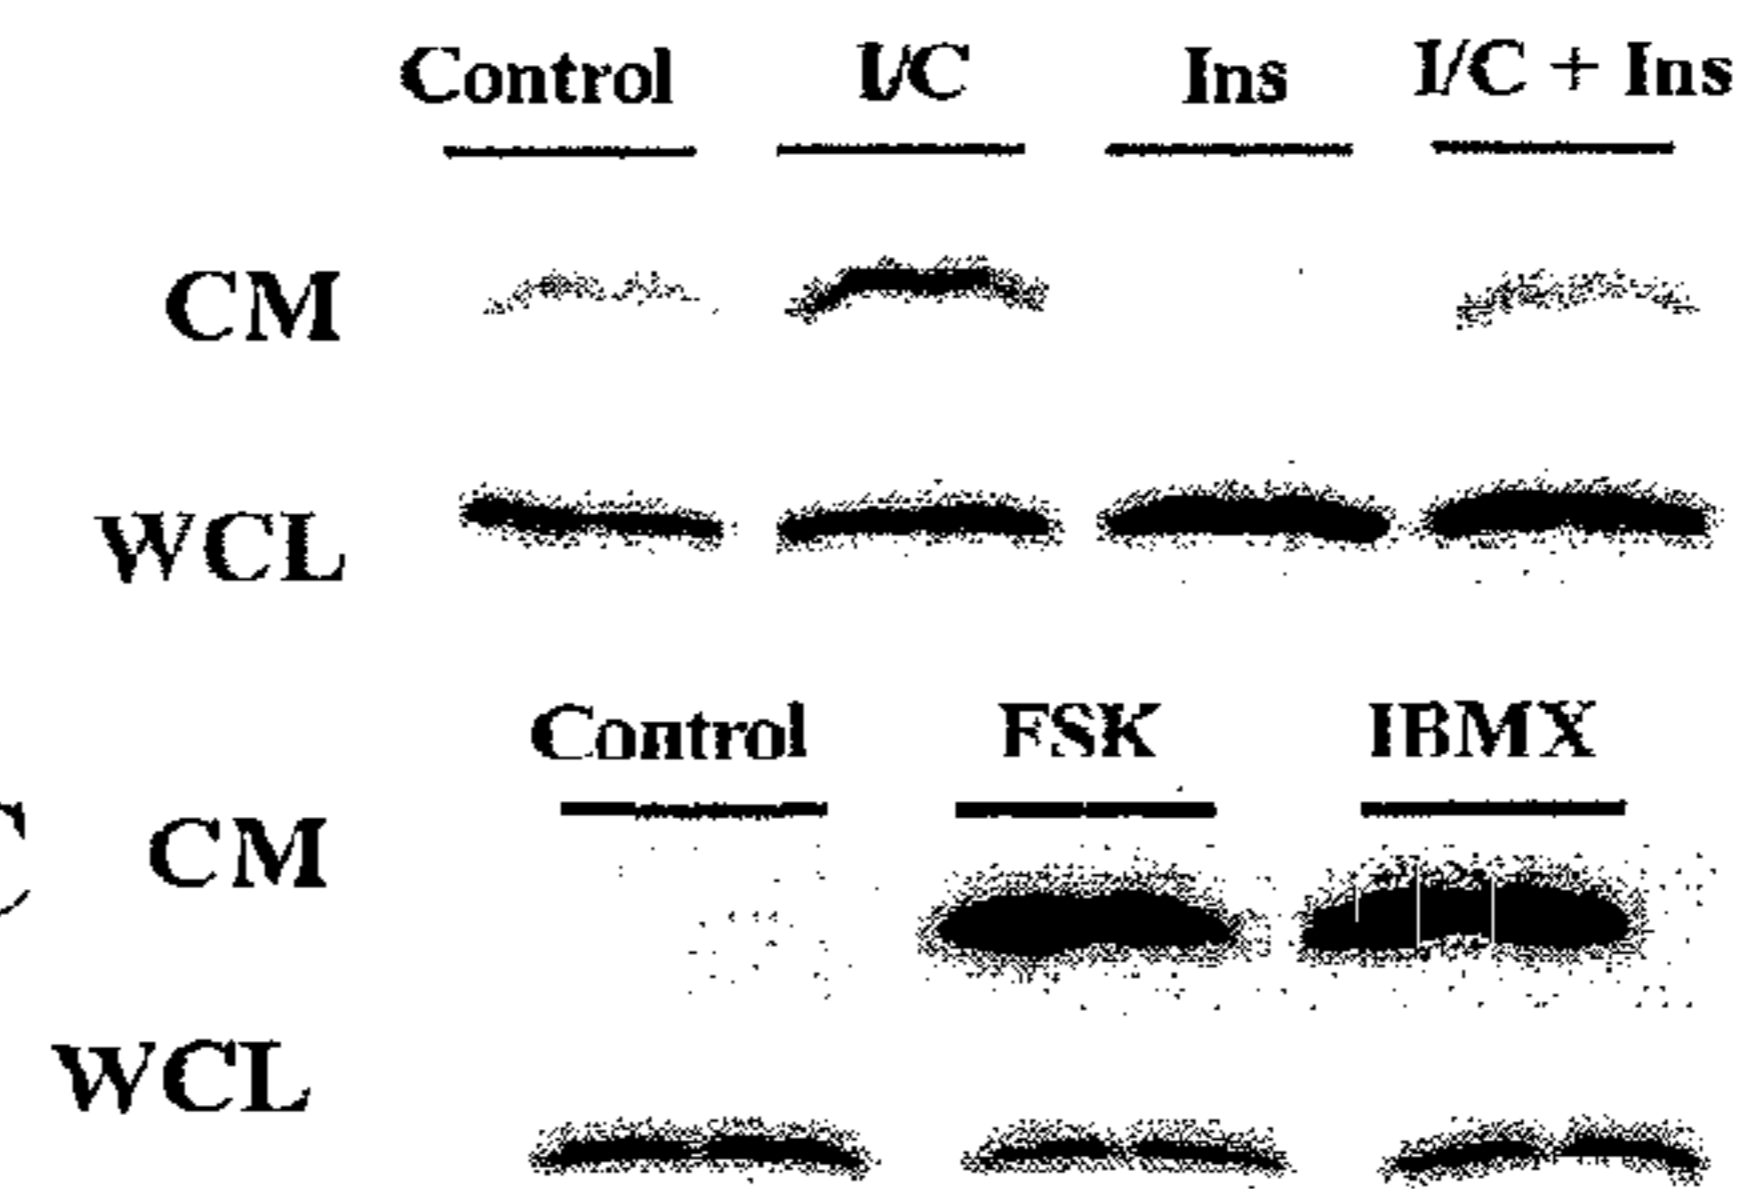 Control I/C Ins I/C + Ins
CM
WCL
Control FSK IBMX
C CM
WCL